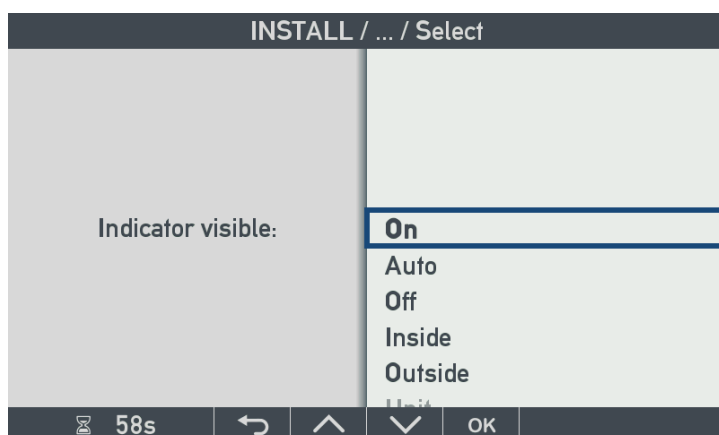 INSTALL / ... / Select
Indicator visible:
On
Auto
Off
Inside
Outside
58s
OK